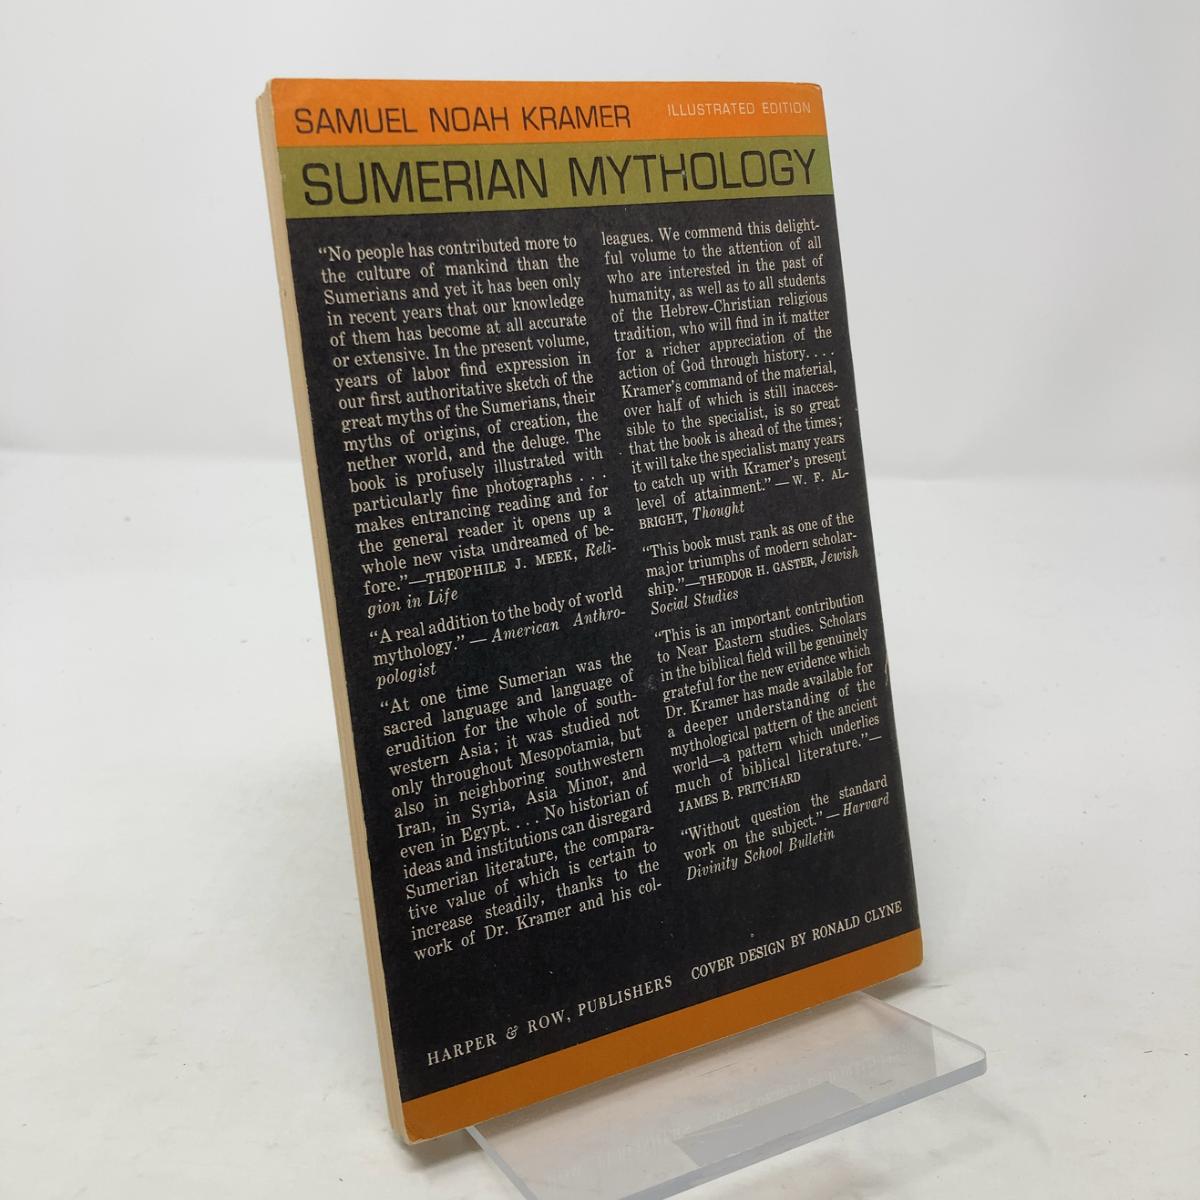 SAMUEL NOAH KRAMER
ILLUSTRATED EDITION
SUMERIAN MYTHOLOGY
“No people has contributed more to
the culture of mankind than the
Sumerians and yet it has been only
in recent years that our knowledge
of them has become at all accurate
or extensive. In the present volume,
years of labor find expression in
our first authoritative sketch of the
great myths of the Sumerians, their
myths of origins, of creation, the
nether world, and the deluge. The
book is profusely illustrated with
particularly fine photographs . . .
makes entrancing reading and for
the general reader it opens up a
whole new vista undreamed of be-
fore.”—THEOPHILE J. MEEK, Reli-
gion in Life
“A real addition to the body of world
mythology.” — American Anthro-
pologist
“At one time Sumerian was the
sacred language and language of
erudition for the whole of south-
western Asia; it was studied not
only throughout Mesopotamia, but
also in neighboring southwestern
Iran, in Syria, Asia Minor, and
even in Egypt. . . . No historian of
ideas and institutions can disregard
Sumerian literature, the compara-
tive value of which is certain to
increase steadily, thanks to the
work of Dr. Kramer and his col-
leagues. We commend this delight-
ful volume to the attention of all
who are interested in the past of
humanity, as well as to all students
of the Hebrew-Christian religious
tradition, who will find in it matter
for a richer appreciation of the
action of God through history. . . .
Kramer's command of the material,
over half of which is still inacces-
sible to the specialist, is so great
that the book is ahead of the times;
it will take the specialist many years
to catch up with Kramer's present
level of attainment.” — W. F. AL-
BRIGHT, Thought
“This book must rank as one of the
major triumphs of modern scholar-
ship.”—THEODOR H. GASTER, Jewish
Social Studies
“This is an important contribution
to Near Eastern studies. Scholars
in the biblical field will be genuinely
grateful for the new evidence which
Dr. Kramer has made available for
a deeper understanding of the
mythological pattern of the ancient
world—a pattern which underlies
much of biblical literature.”—
JAMES B. PRITCHARD
“Without question the standard
work on the subject.” — Harvard
Divinity School Bulletin
HARPER & ROW, PUBLISHERS
COVER DESIGN BY RONALD CLYNE